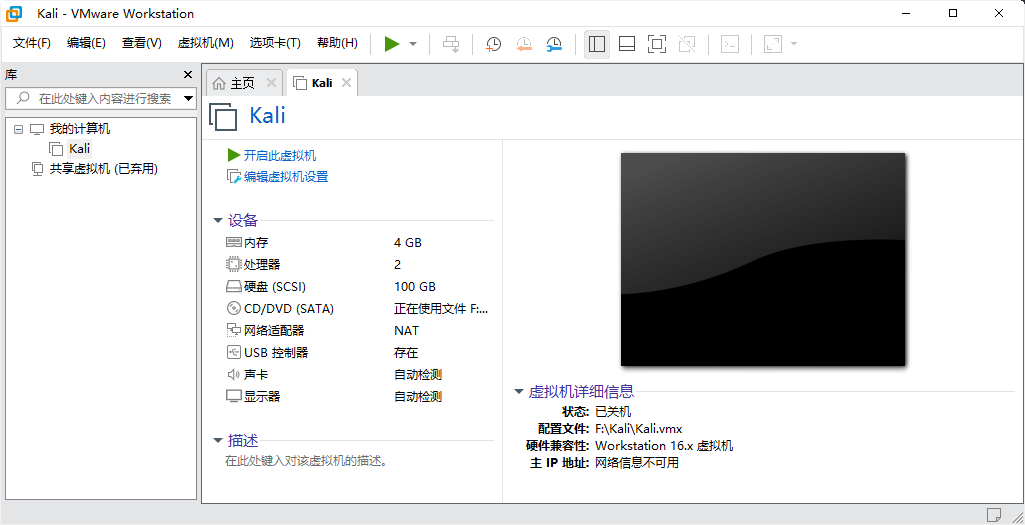 Kali - VMware Workstation
文件(F) 编辑(E) 查看(V) 虚拟机(M) 选项卡(T) 帮助(H)
库
在此处键入内容进行搜索
我的计算机
Kali
共享虚拟机 (已弃用)
主页
Kali
Kali
开启此虚拟机
编辑虚拟机设置
设备
内存 4 GB
处理器 2
硬盘 (SCSI) 100 GB
CD/DVD (SATA) 正在使用文件 F:...
网络适配器 NAT
USB 控制器 存在
声卡 自动检测
显示器 自动检测
描述
在此处键入对该虚拟机的描述。
虚拟机详细信息
状态: 已关机
配置文件: F:\Kali\Kali.vmx
硬件兼容性: Workstation 16.x 虚拟机
主 IP 地址: 网络信息不可用